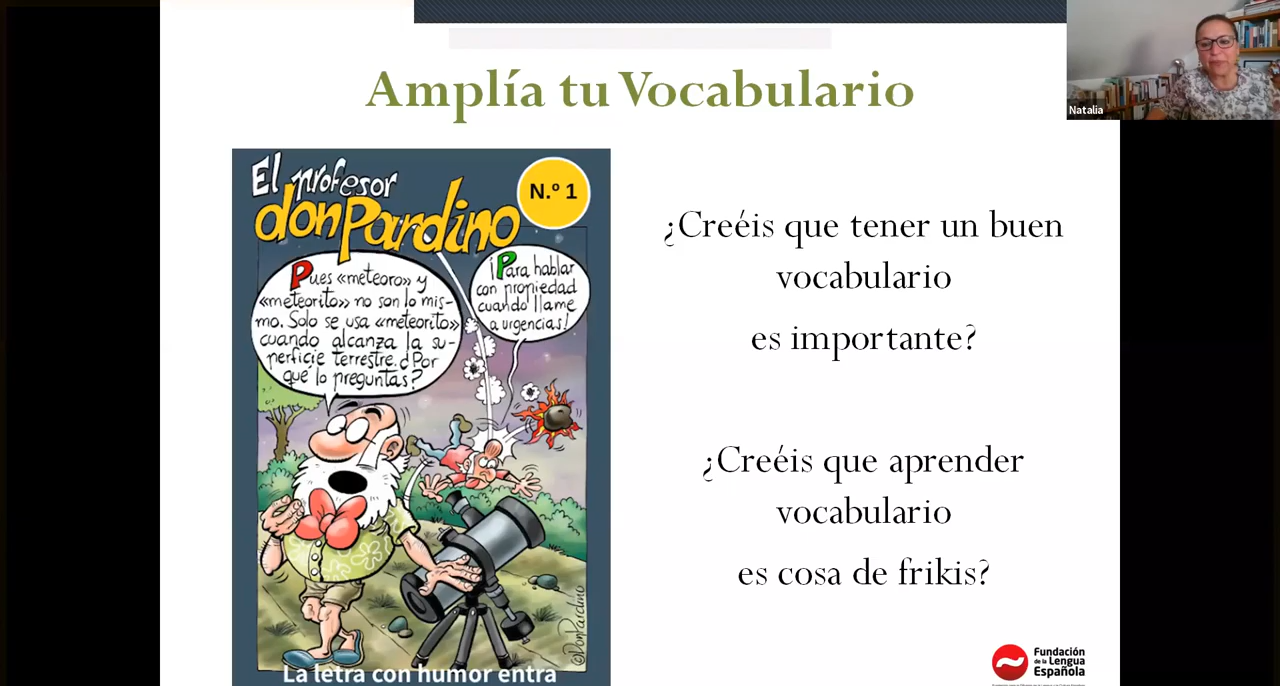 Natalia
Amplía tu Vocabulario
El profesor
don Pardino
N.º 1
Pues «meteoro» y
«meteorito» no son lo mis-
mo. Solo se usa «meteorito»
cuando alcanza la su-
perficie terrestre. ¿Por
qué lo preguntas?
¡Para hablar
con propiedad
cuando llame
a urgencias!
©DonPardino
La letra con humor entra
¿Creéis que tener un buen
vocabulario
es importante?
¿Creéis que aprender
vocabulario
es cosa de frikis?
Fundación
de la Lengua
Española